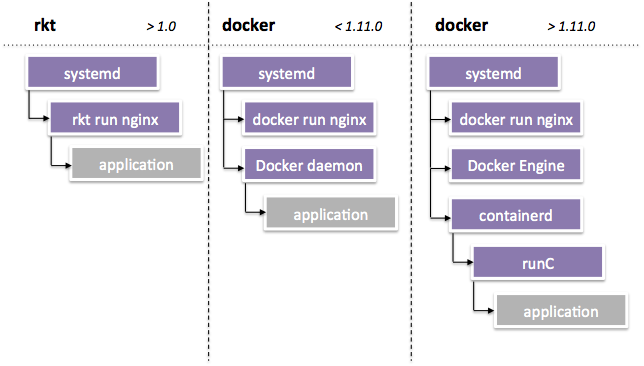 rkt > 1.0
systemd
rkt run nginx
application
docker < 1.11.0
systemd
docker run nginx
Docker daemon
application
docker > 1.11.0
systemd
docker run nginx
Docker Engine
containerd
runC
application